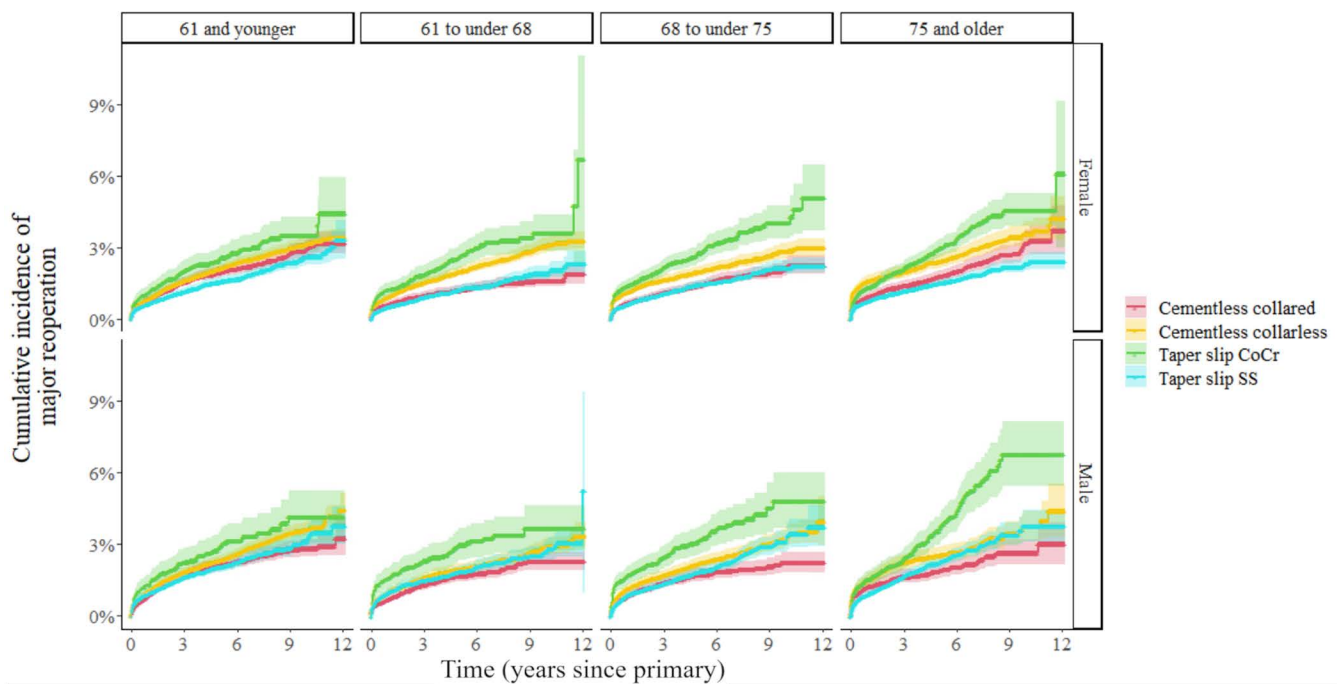 61 and younger
61 to under 68
68 to under 75
75 and older
9%
6%
3%
0%
Female
9%
6%
3%
0%
Male
Cumulative incidence of
major reoperation
0 3 6 9 12
0 3 6 9 12
0 3 6 9 12
0 3 6 9 12
Time (years since primary)
Cementless collared
Cementless collarless
Taper slip CoCr
Taper slip SS